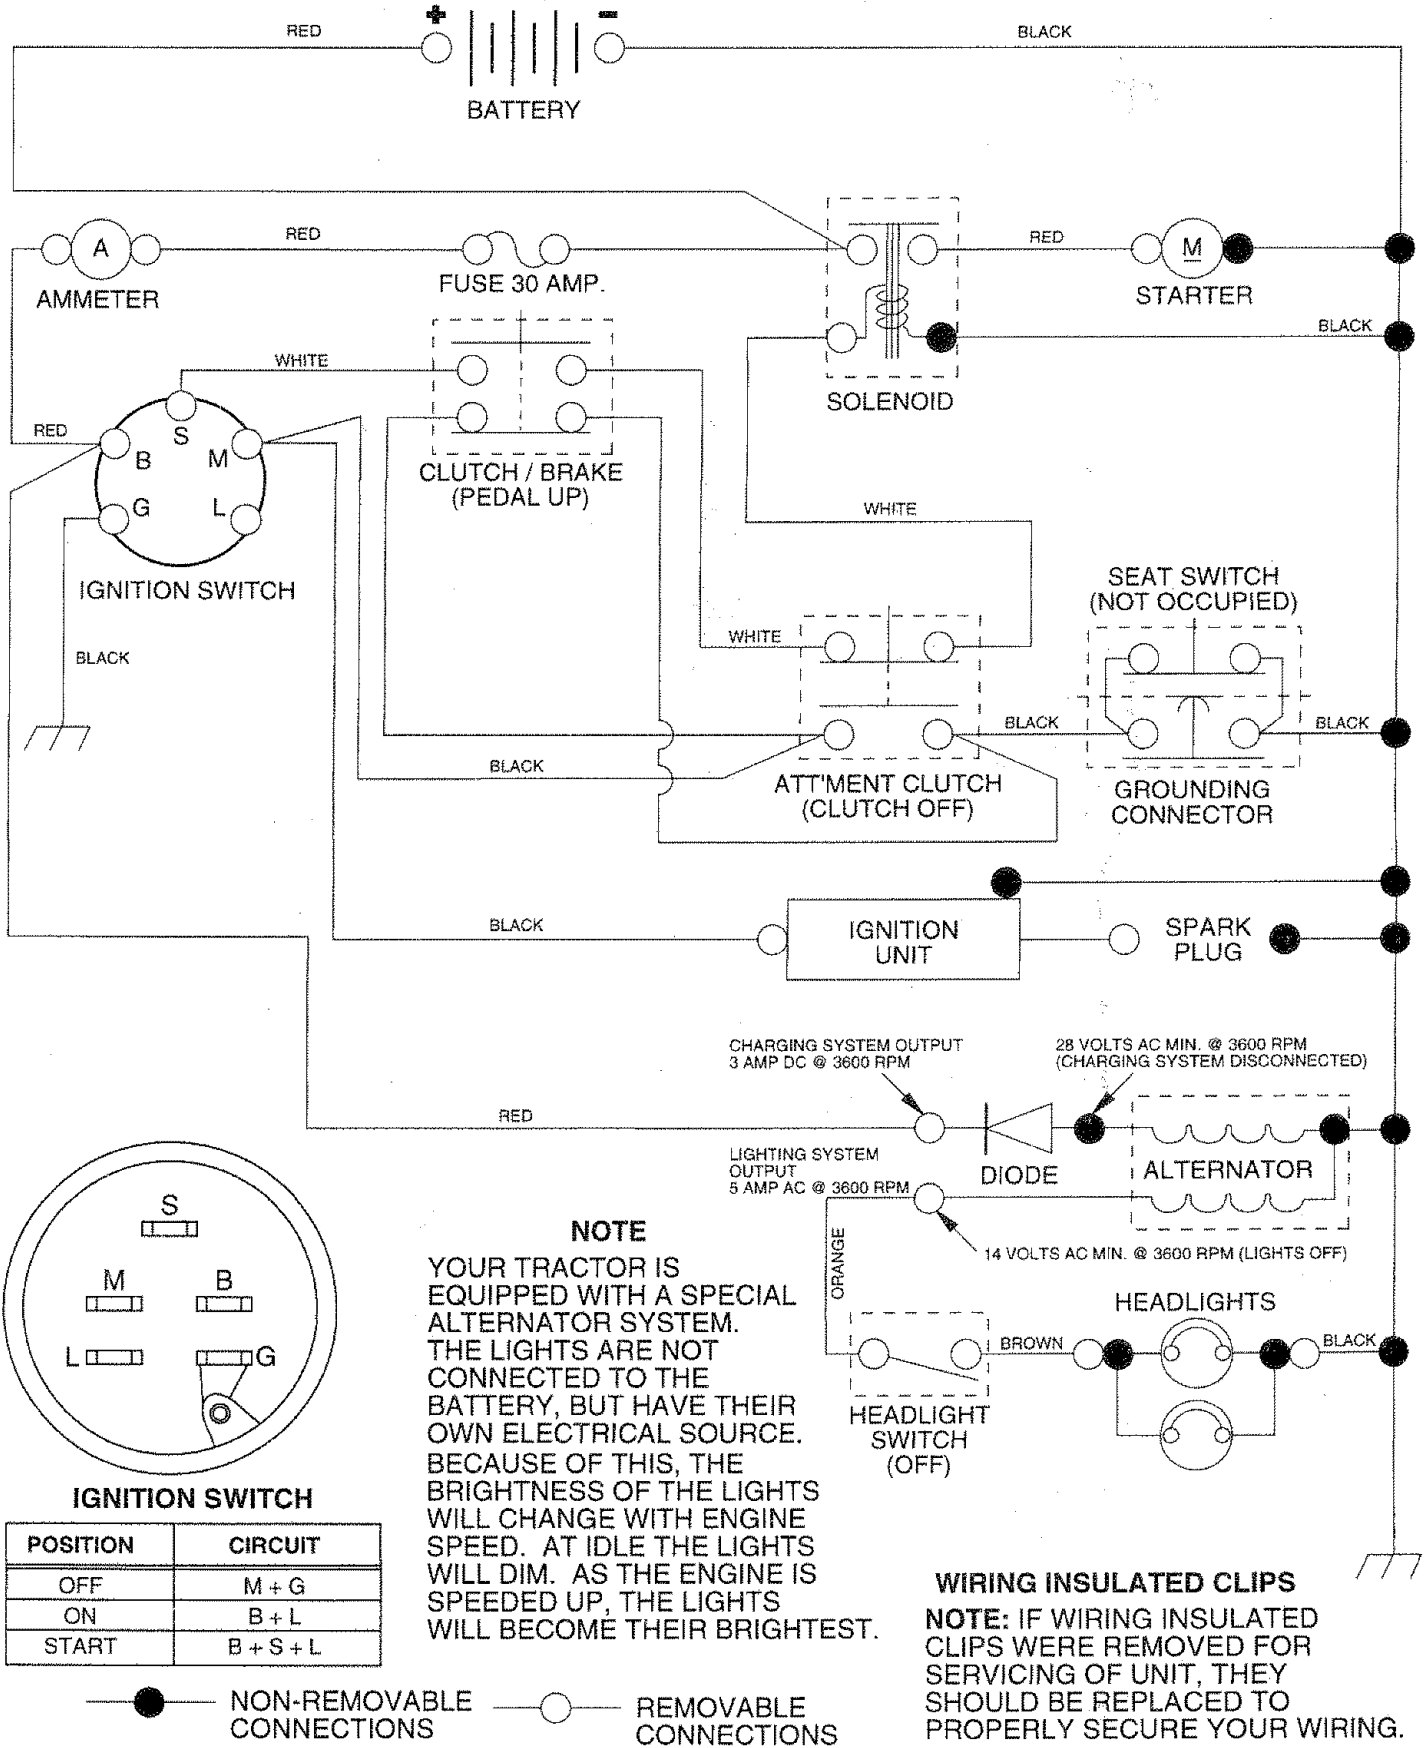 + −
RED
BLACK
BATTERY
A
AMMETER
RED
FUSE 30 AMP.
RED
M
STARTER
BLACK
SOLENOID
WHITE
RED
S
B
M
G
L
IGNITION SWITCH
CLUTCH / BRAKE
(PEDAL UP)
WHITE
BLACK
SEAT SWITCH
(NOT OCCUPIED)
WHITE
BLACK
BLACK
BLACK
ATT'MENT CLUTCH
(CLUTCH OFF)
GROUNDING
CONNECTOR
BLACK
IGNITION
UNIT
SPARK
PLUG
CHARGING SYSTEM OUTPUT
3 AMP DC @ 3600 RPM
28 VOLTS AC MIN. @ 3600 RPM
(CHARGING SYSTEM DISCONNECTED)
RED
DIODE
ALTERNATOR
LIGHTING SYSTEM
OUTPUT
5 AMP AC @ 3600 RPM
14 VOLTS AC MIN. @ 3600 RPM (LIGHTS OFF)
ORANGE
HEADLIGHTS
BROWN
BLACK
HEADLIGHT
SWITCH
(OFF)
S
M
B
L
G
IGNITION SWITCH
POSITION CIRCUIT
OFF M + G
ON B + L
START B + S + L
NOTE
YOUR TRACTOR IS
EQUIPPED WITH A SPECIAL
ALTERNATOR SYSTEM.
THE LIGHTS ARE NOT
CONNECTED TO THE
BATTERY, BUT HAVE THEIR
OWN ELECTRICAL SOURCE.
BECAUSE OF THIS, THE
BRIGHTNESS OF THE LIGHTS
WILL CHANGE WITH ENGINE
SPEED. AT IDLE THE LIGHTS
WILL DIM. AS THE ENGINE IS
SPEEDED UP, THE LIGHTS
WILL BECOME THEIR BRIGHTEST.
WIRING INSULATED CLIPS
NOTE: IF WIRING INSULATED
CLIPS WERE REMOVED FOR
SERVICING OF UNIT, THEY
SHOULD BE REPLACED TO
PROPERLY SECURE YOUR WIRING.
NON-REMOVABLE
CONNECTIONS
REMOVABLE
CONNECTIONS